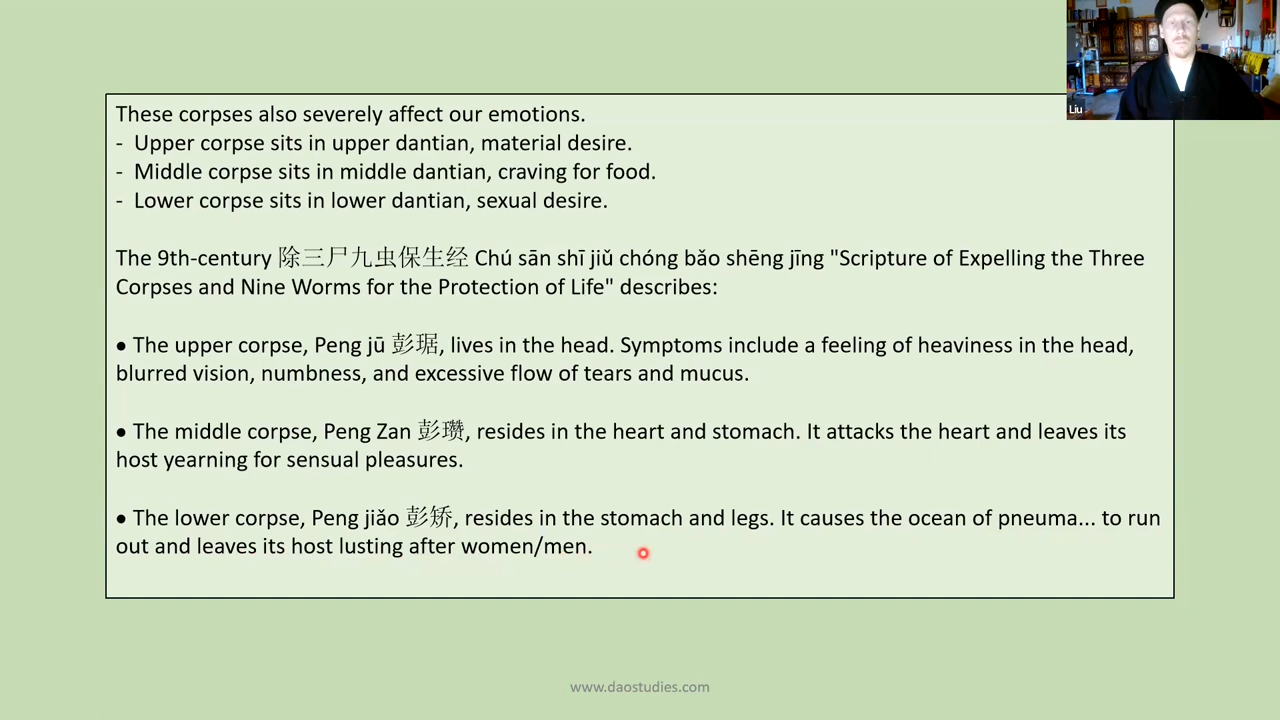 Liu
These corpses also severely affect our emotions.
- Upper corpse sits in upper dantian, material desire.
- Middle corpse sits in middle dantian, craving for food.
- Lower corpse sits in lower dantian, sexual desire.
The 9th-century 除三尸九虫保生经 Chú sān shī jiǔ chóng bǎo shēng jīng "Scripture of Expelling the Three
Corpses and Nine Worms for the Protection of Life" describes:
• The upper corpse, Peng jū 彭琚, lives in the head. Symptoms include a feeling of heaviness in the head,
blurred vision, numbness, and excessive flow of tears and mucus.
• The middle corpse, Peng Zan 彭瓒, resides in the heart and stomach. It attacks the heart and leaves its
host yearning for sensual pleasures.
• The lower corpse, Peng jiǎo 彭矫, resides in the stomach and legs. It causes the ocean of pneuma... to run
out and leaves its host lusting after women/men.
www.daostudies.com